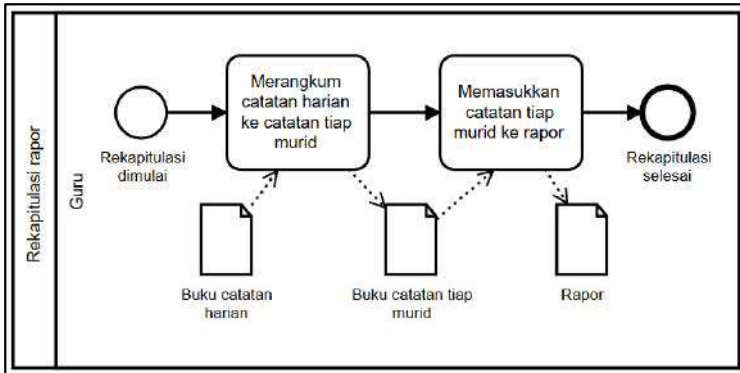 Rekapitulasi rapor
Guru
Rekapitulasi
dimulai
Merangkum
catatan harian
ke catatan tiap
murid
Memasukkan
catatan tiap
murid ke rapor
Rekapitulasi
selesai
Buku catatan
harian
Buku catatan tiap
murid
Rapor